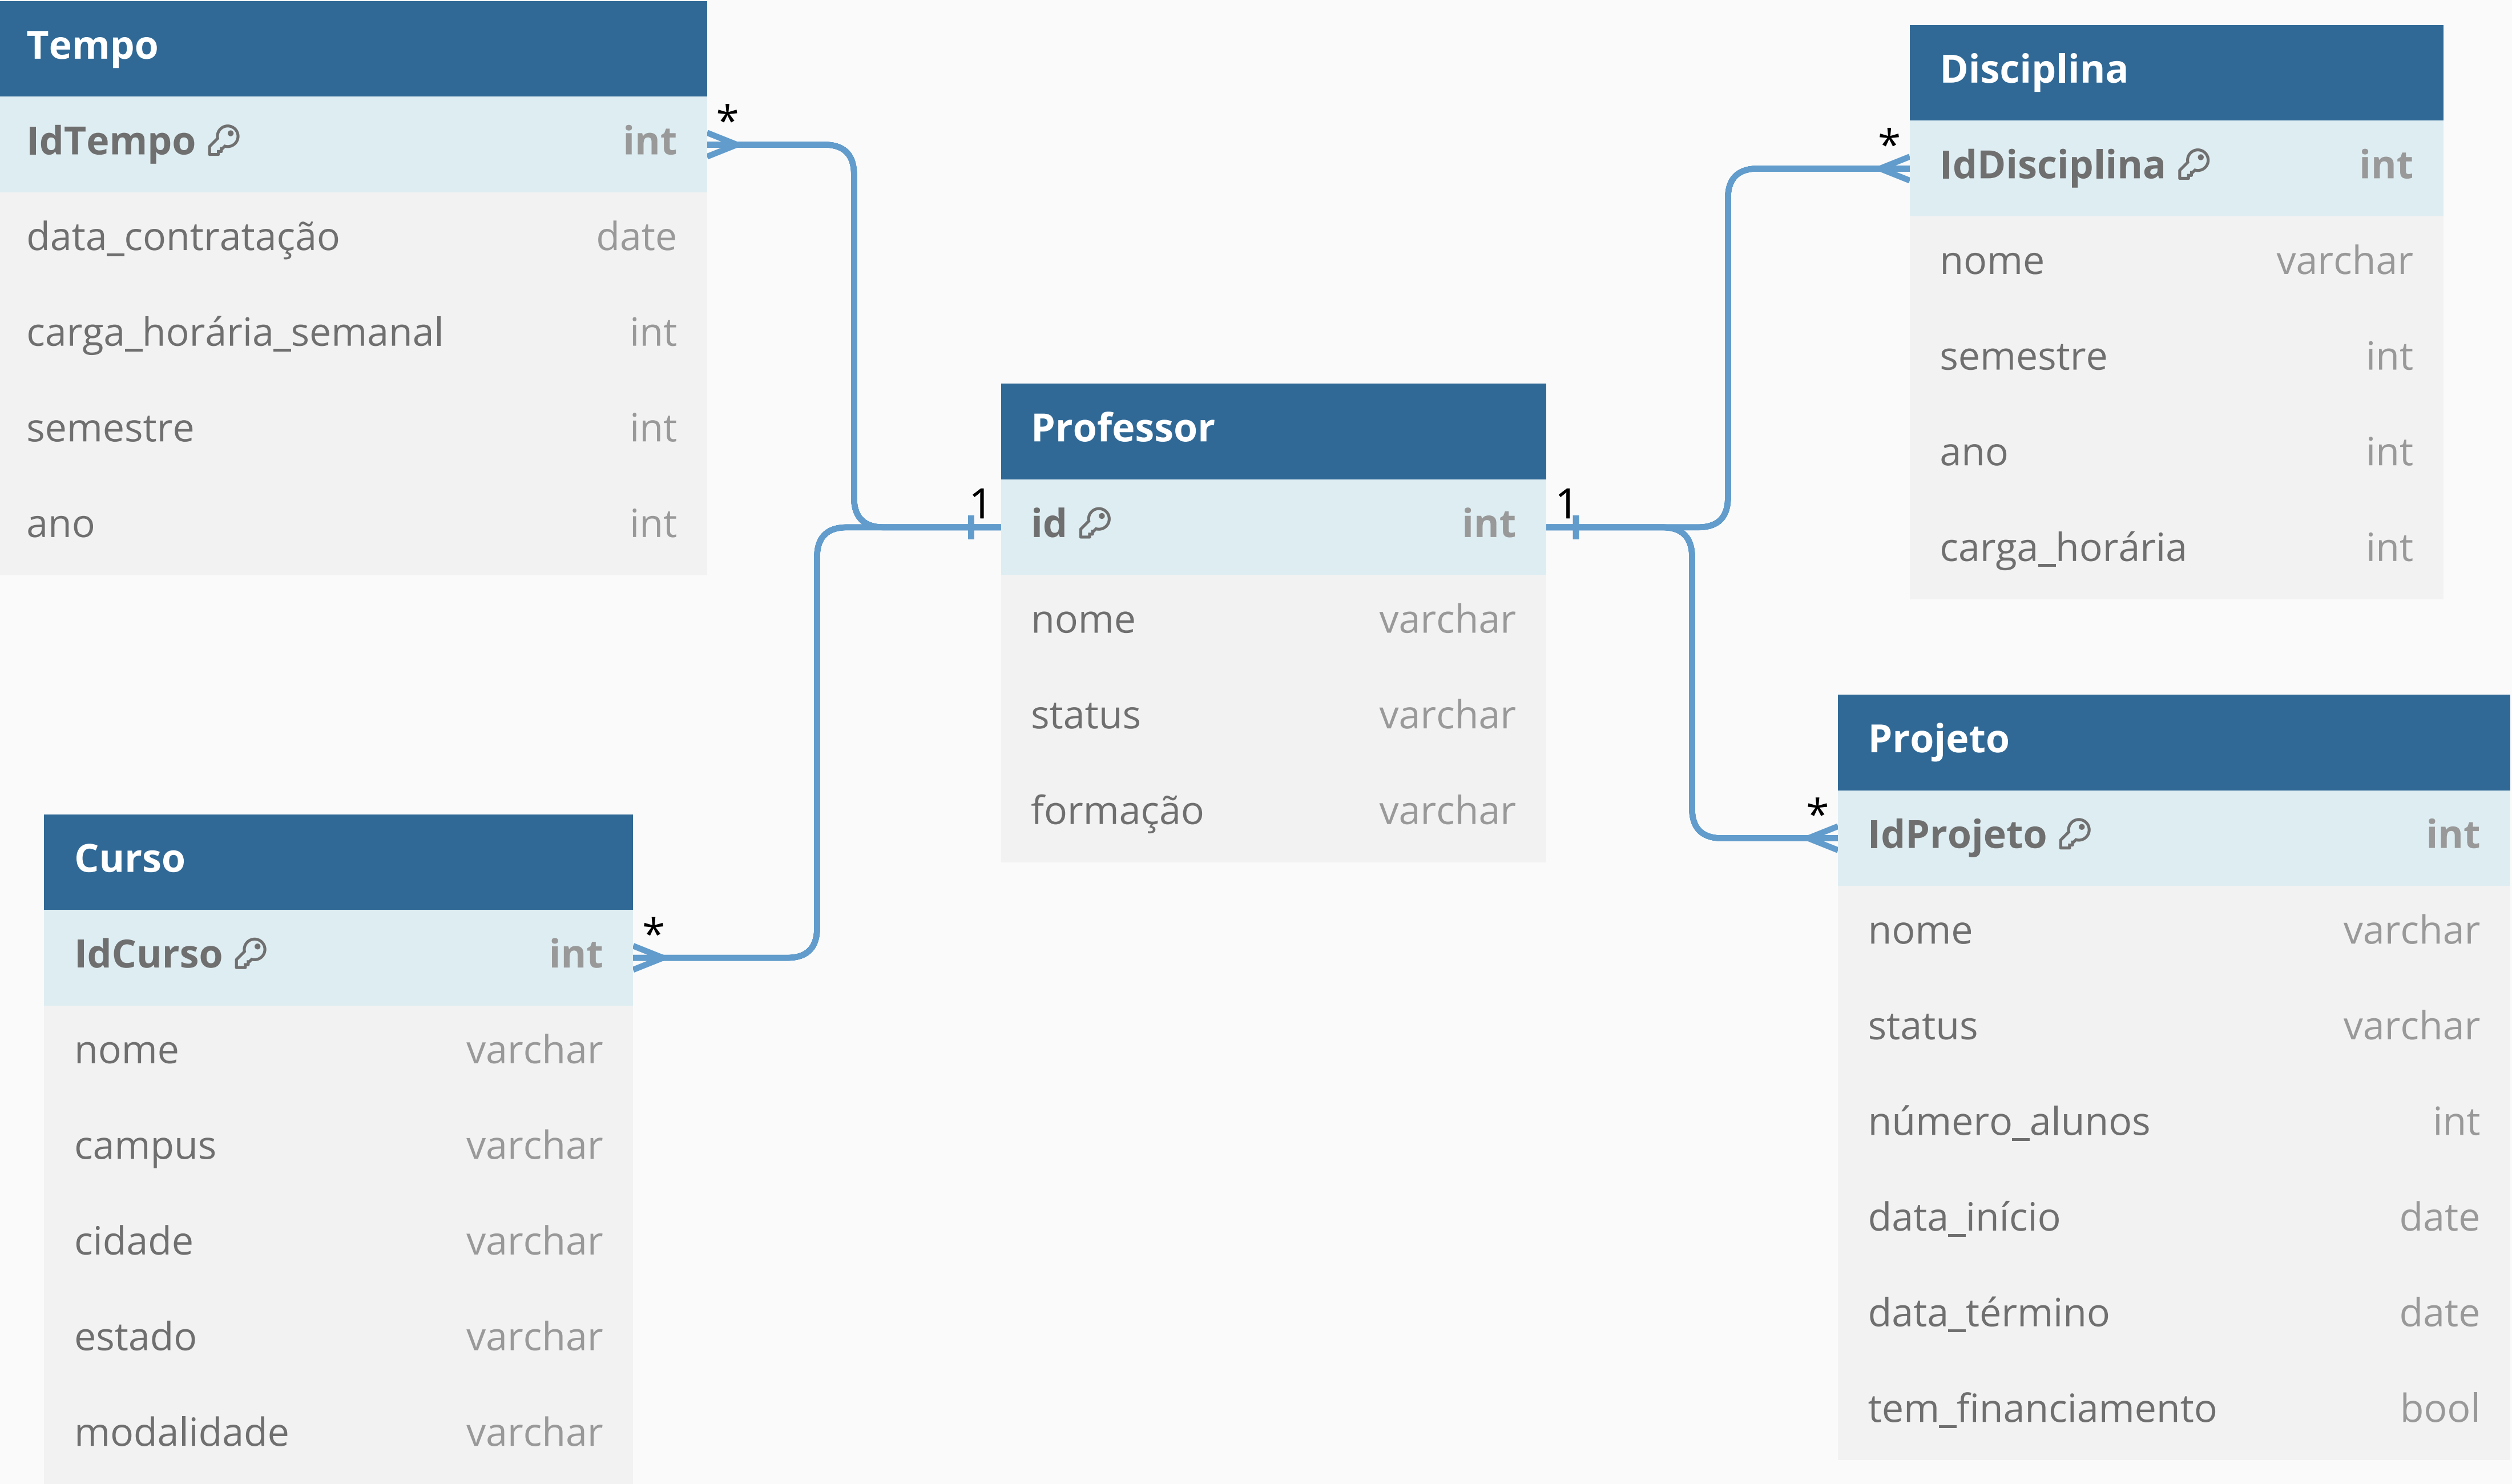 Tempo
IdTempo int
data_contratação date
carga_horária_semanal int
semestre int
ano int
*
1
Professor
id int
nome varchar
status varchar
formação varchar
1
*
Disciplina
IdDisciplina int
nome varchar
semestre int
ano int
carga_horária int
*
Curso
IdCurso int
nome varchar
campus varchar
cidade varchar
estado varchar
modalidade varchar
*
Projeto
IdProjeto int
nome varchar
status varchar
número_alunos int
data_início date
data_término date
tem_financiamento bool